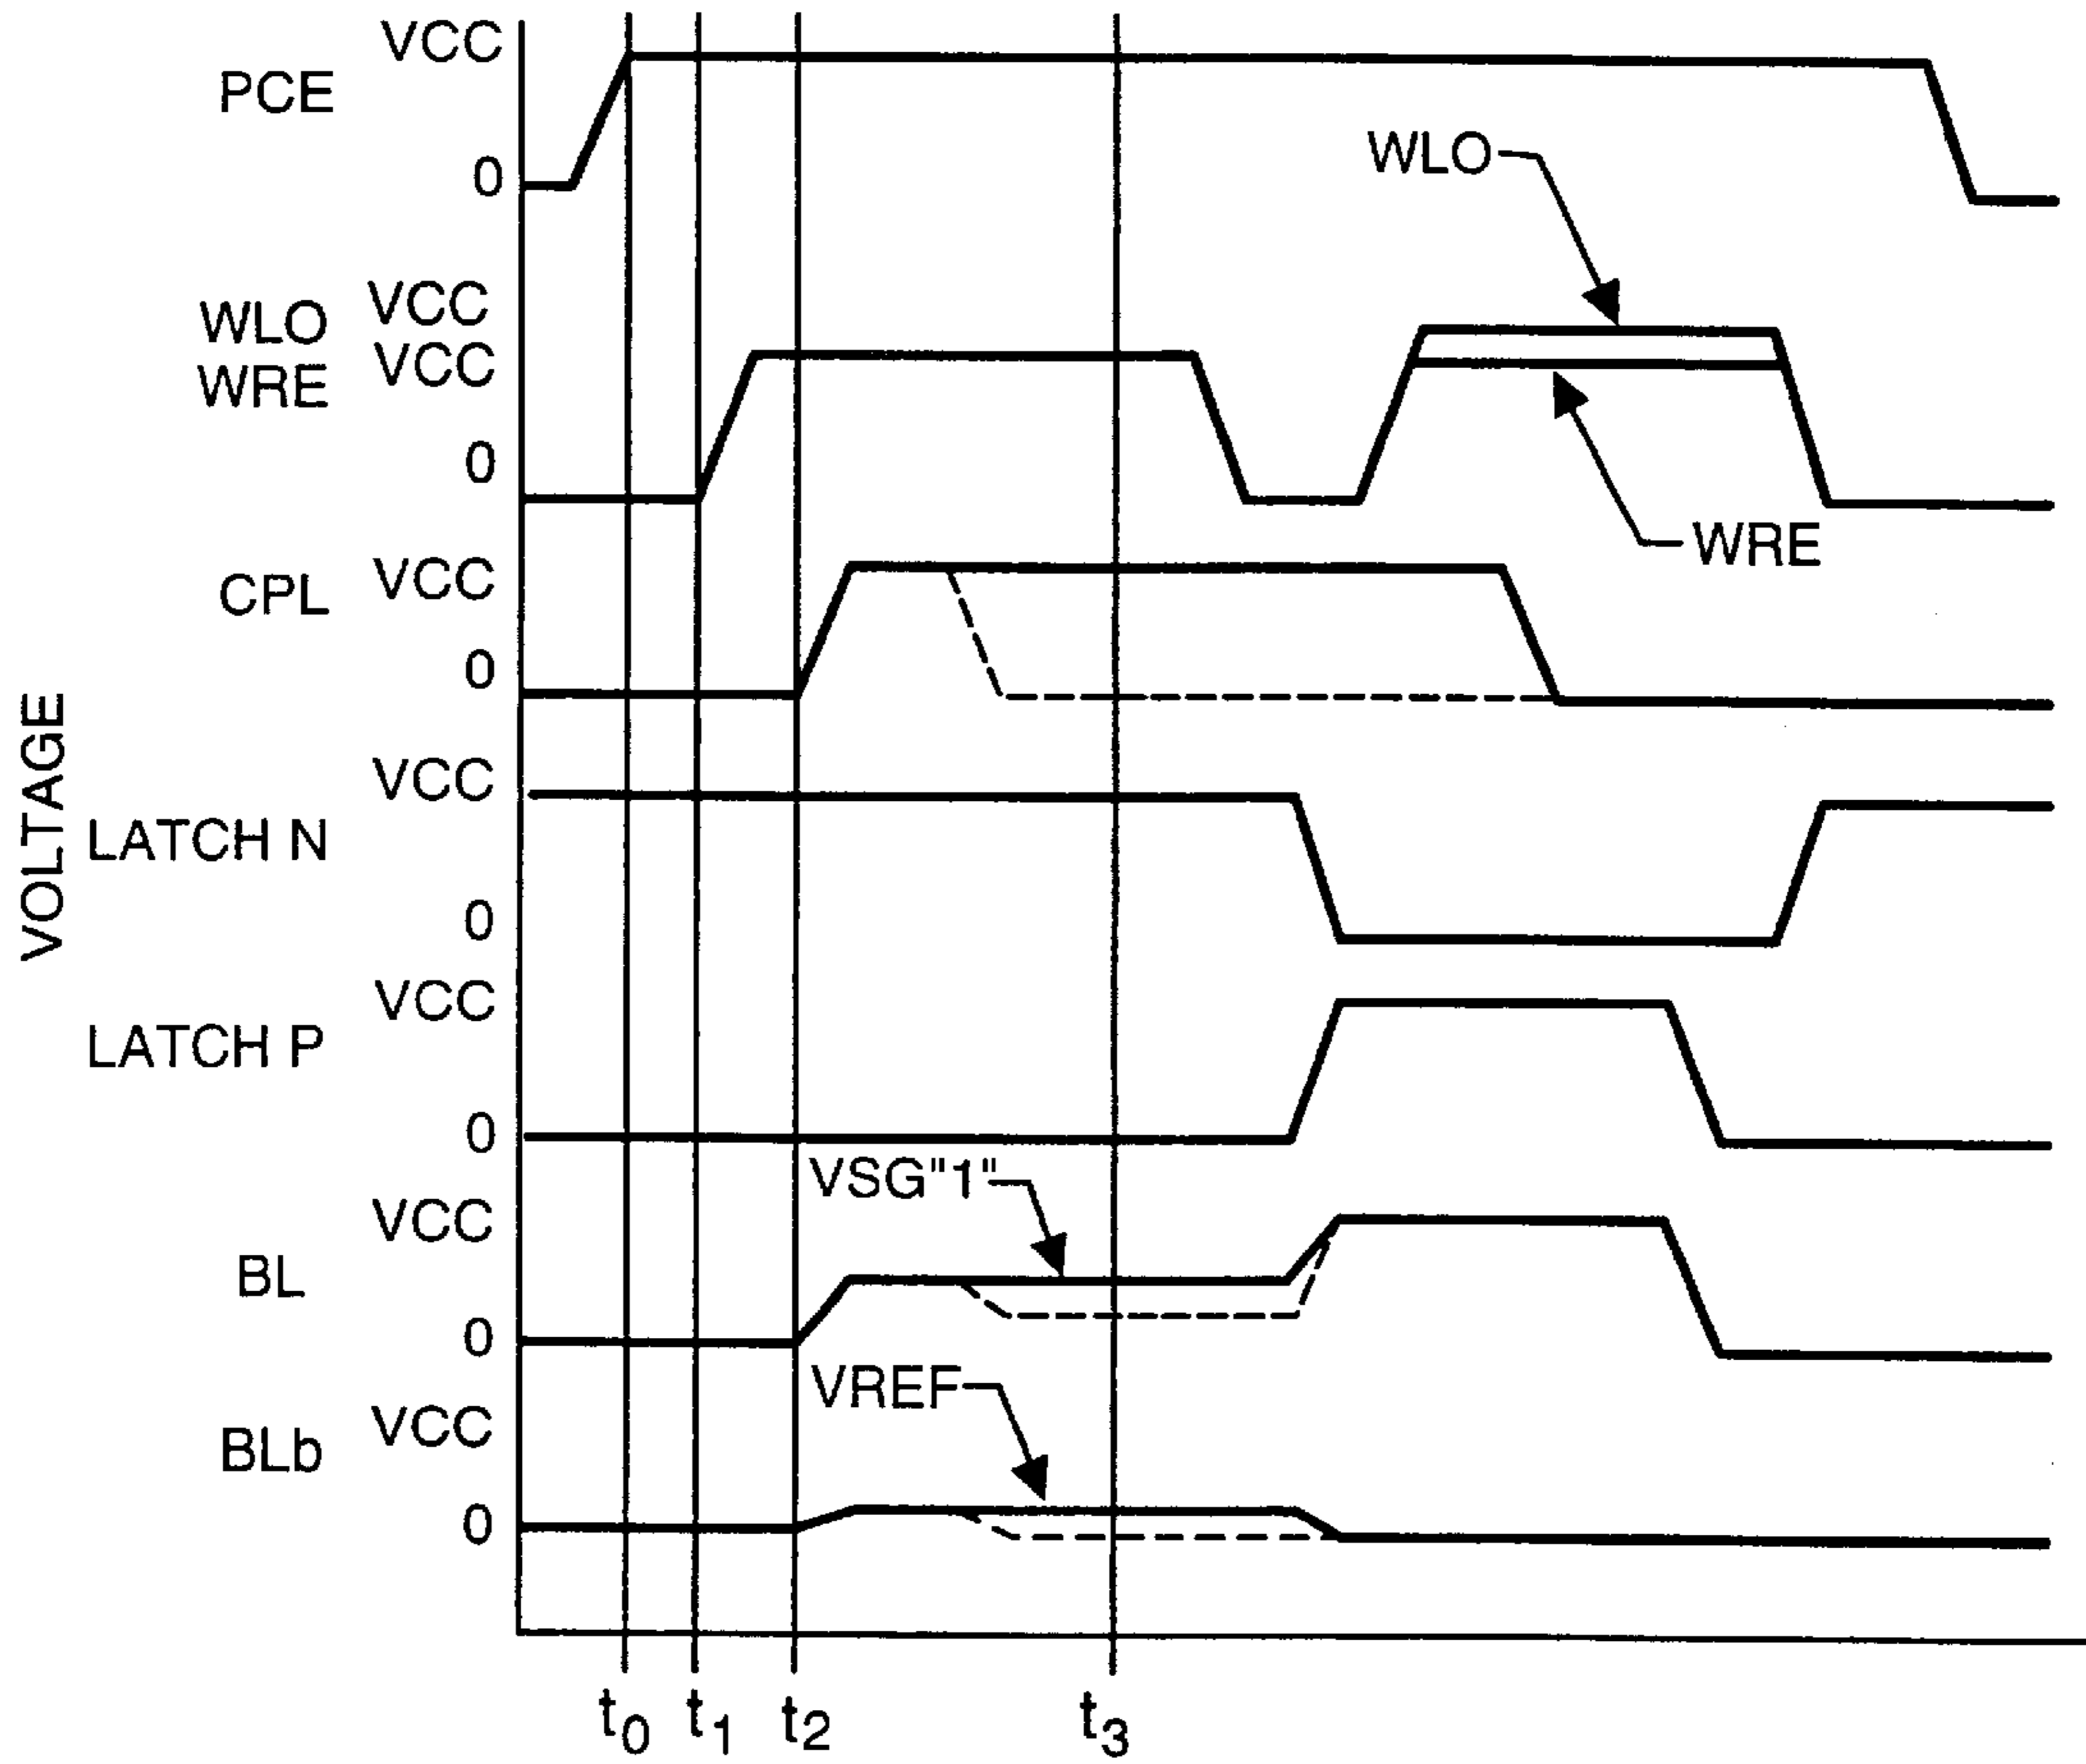 VCC
PCE
0
WLO
VCC
WLO
VCC
WRE
0
WRE
VCC
CPL
0
VOLTAGE
VCC
LATCH N
0
VCC
LATCH P
0
VSG"1"
VCC
BL
0
VREF
VCC
BLb
0
t0 t1 t2 t3